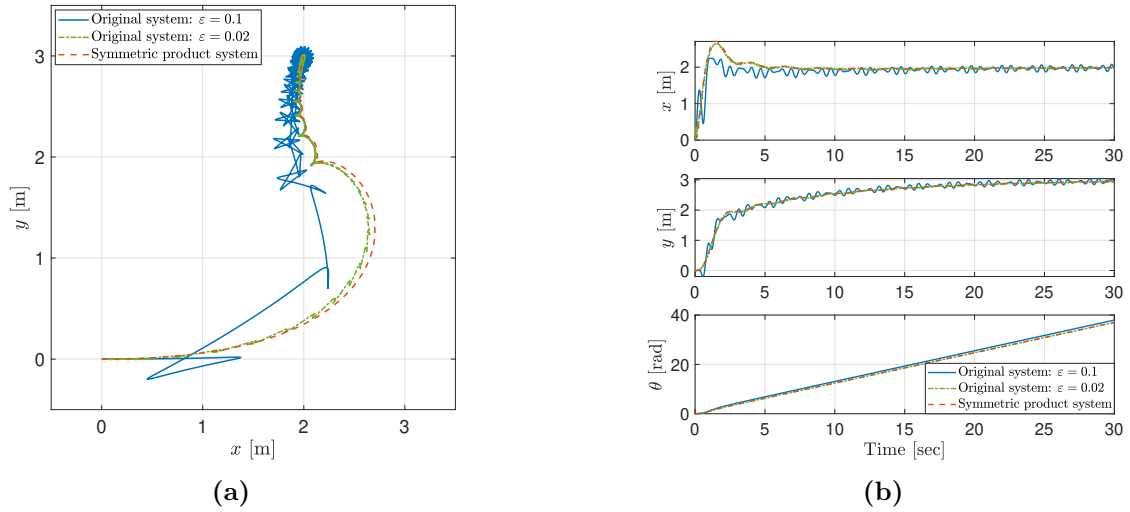 Original system: ε = 0.1
Original system: ε = 0.02
Symmetric product system
3
2
1
0
y [m]
0
1
2
3
x [m]
(a)
3
2
1
0
x [m]
0
5
10
15
20
25
30
3
2
1
0
y [m]
0
5
10
15
20
25
30
40
20
0
θ [rad]
Original system: ε = 0.1
Original system: ε = 0.02
Symmetric product system
0
5
10
15
20
25
30
Time [sec]
(b)